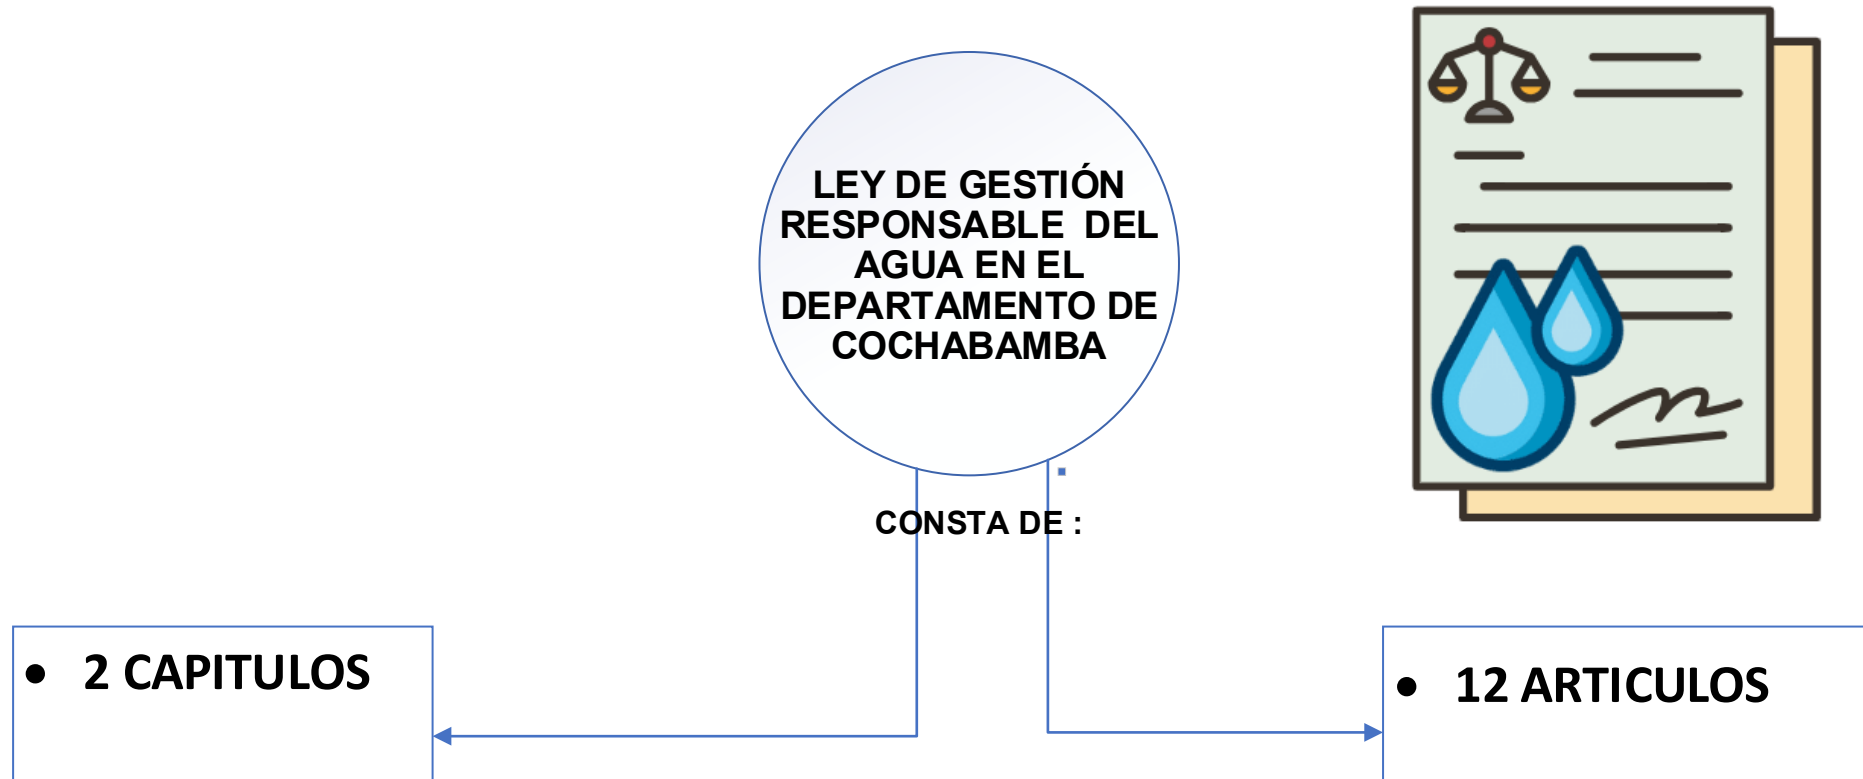 LEY DE GESTIÓN
RESPONSABLE DEL
AGUA EN EL
DEPARTAMENTO DE
COCHABAMBA
CONSTA DE :
• 2 CAPITULOS
• 12 ARTICULOS